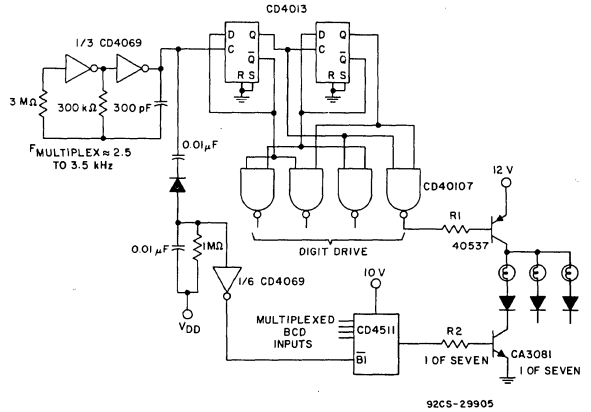 CD4013
1/3 CD4069
D Q
C
Q̅
R S
D Q
C
Q̅
R S
3 MΩ
300 kΩ
300 pF
FMULTIPLEX ≈ 2.5
TO 3.5 kHz
0.01 µF
CD40107
12 V
R1
40537
DIGIT DRIVE
0.01 µF
1MΩ
1/6 CD4069
VDD
10 V
MULTIPLEXED
BCD
INPUTS
CD4511
B̅I̅
R2
1 OF SEVEN
CA3081
1 OF SEVEN
92CS-29905